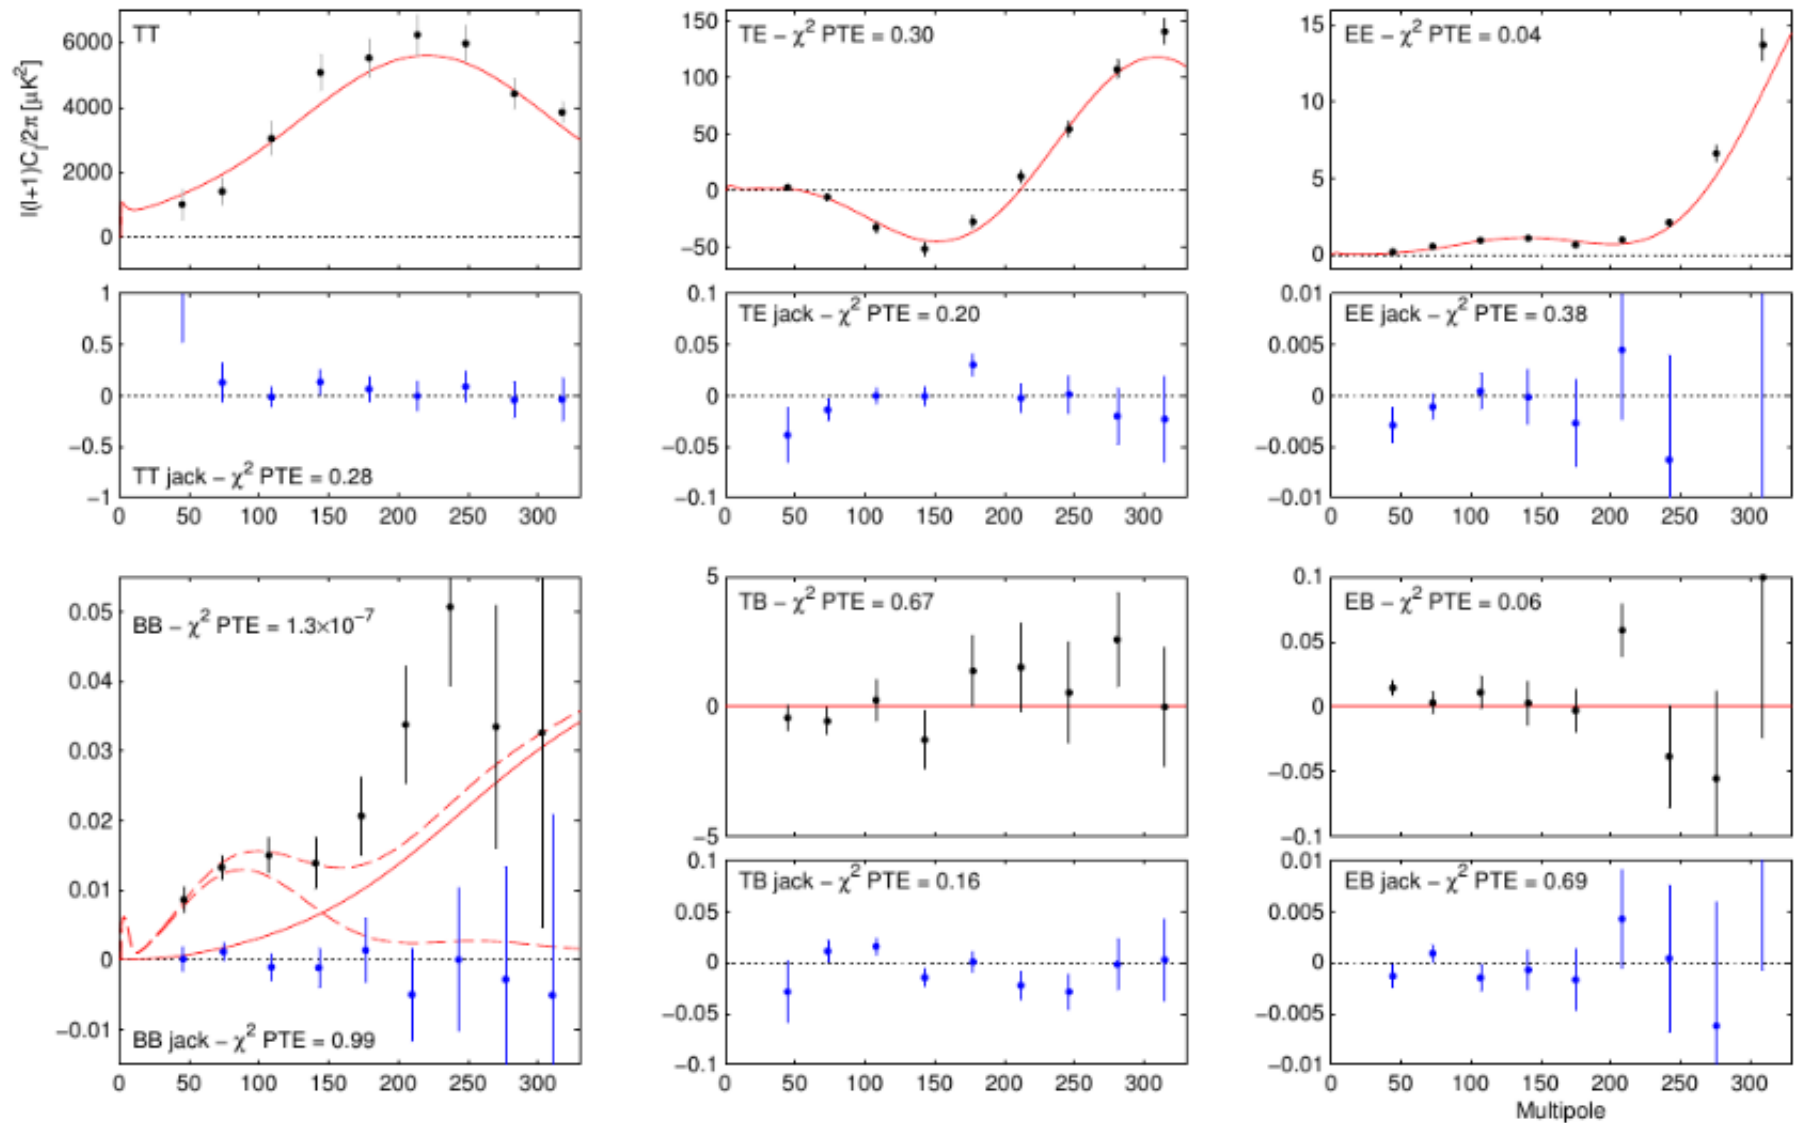 TT
TE − χ² PTE = 0.30
EE − χ² PTE = 0.04
l(l+1)C_l/2π [μK²]
6000
4000
2000
0
150
100
50
0
−50
15
10
5
0
TE jack − χ² PTE = 0.20
EE jack − χ² PTE = 0.38
1
0.5
0
−0.5
−1
0.1
0.05
0
−0.05
−0.1
0.01
0.005
0
−0.005
−0.01
TT jack − χ² PTE = 0.28
0 50 100 150 200 250 300
0 50 100 150 200 250 300
0 50 100 150 200 250 300
BB − χ² PTE = 1.3×10⁻⁷
TB − χ² PTE = 0.67
EB − χ² PTE = 0.06
0.05
0.04
0.03
0.02
0.01
0
−0.01
5
0
−5
0.1
0.05
0
−0.05
−0.1
TB jack − χ² PTE = 0.16
EB jack − χ² PTE = 0.69
0.1
0.05
0
−0.05
−0.1
0.01
0.005
0
−0.005
−0.01
BB jack − χ² PTE = 0.99
0 50 100 150 200 250 300
0 50 100 150 200 250 300
0 50 100 150 200 250 300
Multipole